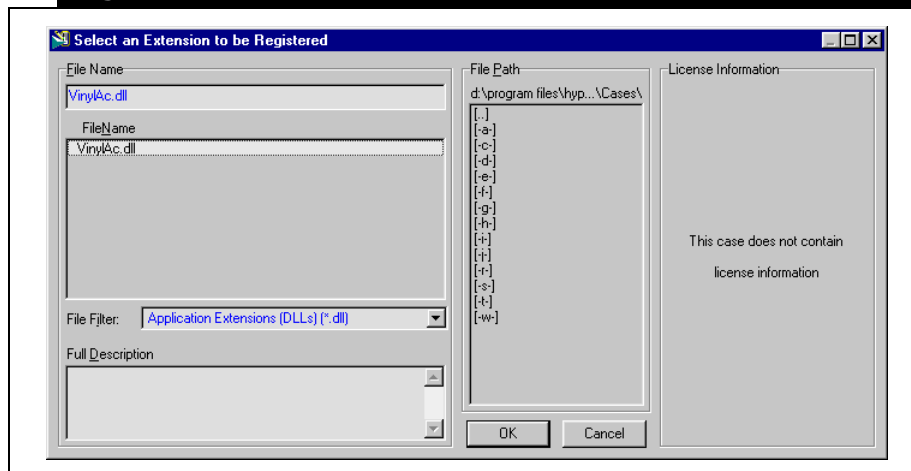 Select an Extension to be Registered
File Name
VinylAc.dll
FileName
VinylAc.dll
File Filter: Application Extensions (DLLs) (*.dll)
Full Description
File Path
d:\program files\hyp...\Cases\
[..]
[-a-]
[-c-]
[-d-]
[-e-]
[-f-]
[-g-]
[-h-]
[-i-]
[-j-]
[-r-]
[-s-]
[-t-]
[-w-]
OK
Cancel
License Information
This case does not contain
license information